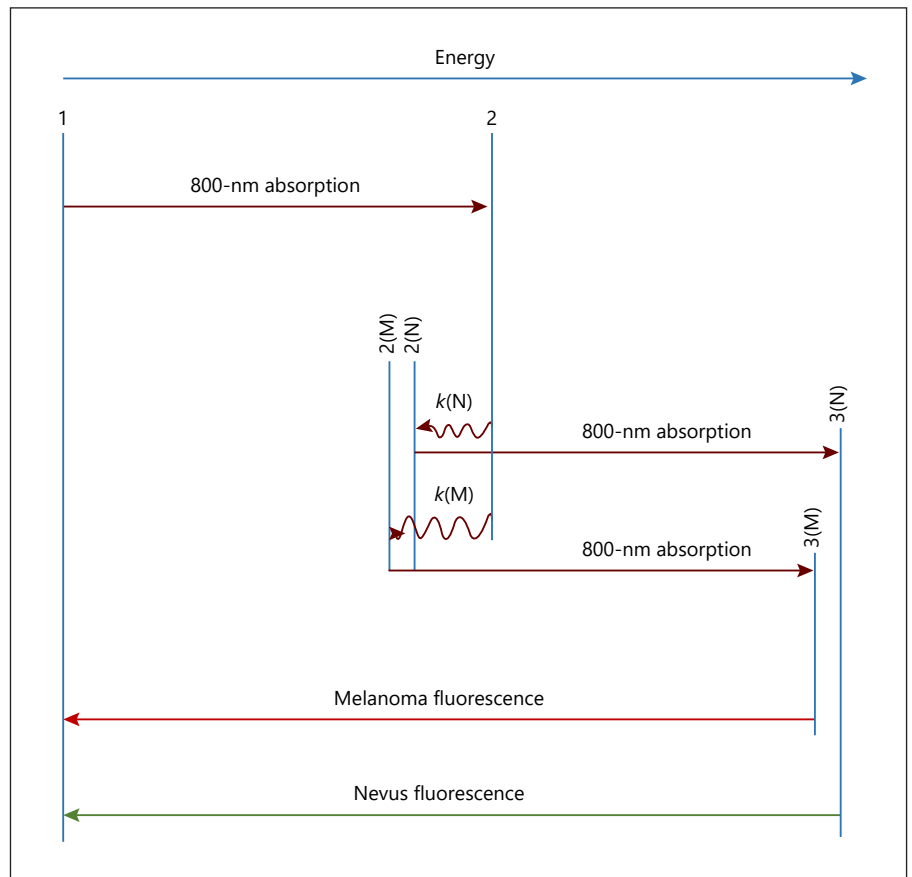 Energy
1
2
800-nm absorption
2(M)
2(N)
k(N)
800-nm absorption
3(N)
k(M)
800-nm absorption
3(M)
Melanoma fluorescence
Nevus fluorescence